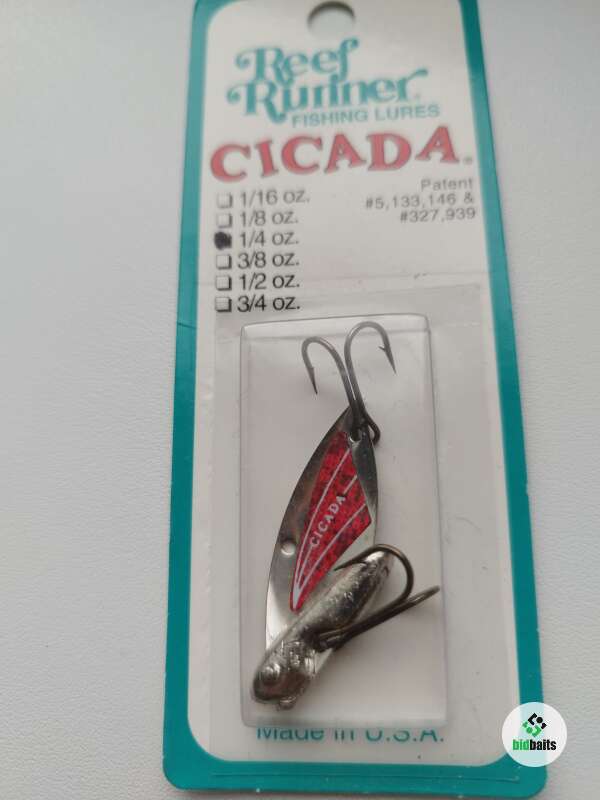 Reef
Runner®
FISHING LURES
CICADA®
Patent
#5,133,146 &
#327,939
1/16 oz.
1/8 oz.
1/4 oz.
3/8 oz.
1/2 oz.
3/4 oz.
CICADA
Made in U.S.A.
bidbaits